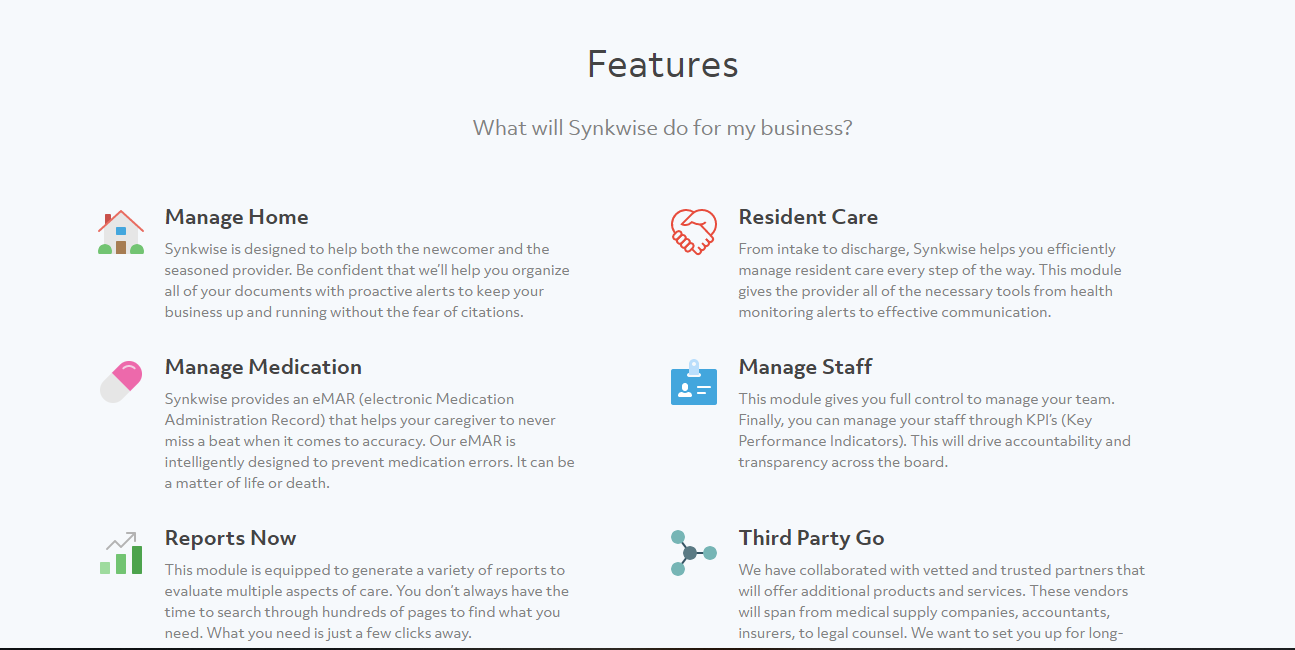 Features
What will Synkwise do for my business?
Manage Home
Synkwise is designed to help both the newcomer and the
seasoned provider. Be confident that we'll help you organize
all of your documents with proactive alerts to keep your
business up and running without the fear of citations.
Resident Care
From intake to discharge, Synkwise helps you efficiently
manage resident care every step of the way. This module
gives the provider all of the necessary tools from health
monitoring alerts to effective communication.
Manage Medication
Synkwise provides an eMAR (electronic Medication
Administration Record) that helps your caregiver to never
miss a beat when it comes to accuracy. Our eMAR is
intelligently designed to prevent medication errors. It can be
a matter of life or death.
Manage Staff
This module gives you full control to manage your team.
Finally, you can manage your staff through KPI's (Key
Performance Indicators). This will drive accountability and
transparency across the board.
Reports Now
This module is equipped to generate a variety of reports to
evaluate multiple aspects of care. You don't always have the
time to search through hundreds of pages to find what you
need. What you need is just a few clicks away.
Third Party Go
We have collaborated with vetted and trusted partners that
will offer additional products and services. These vendors
will span from medical supply companies, accountants,
insurers, to legal counsel. We want to set you up for long-